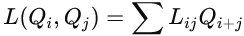 L(Q_i, Q_j) = \sum L_{ij} Q_{i+j}